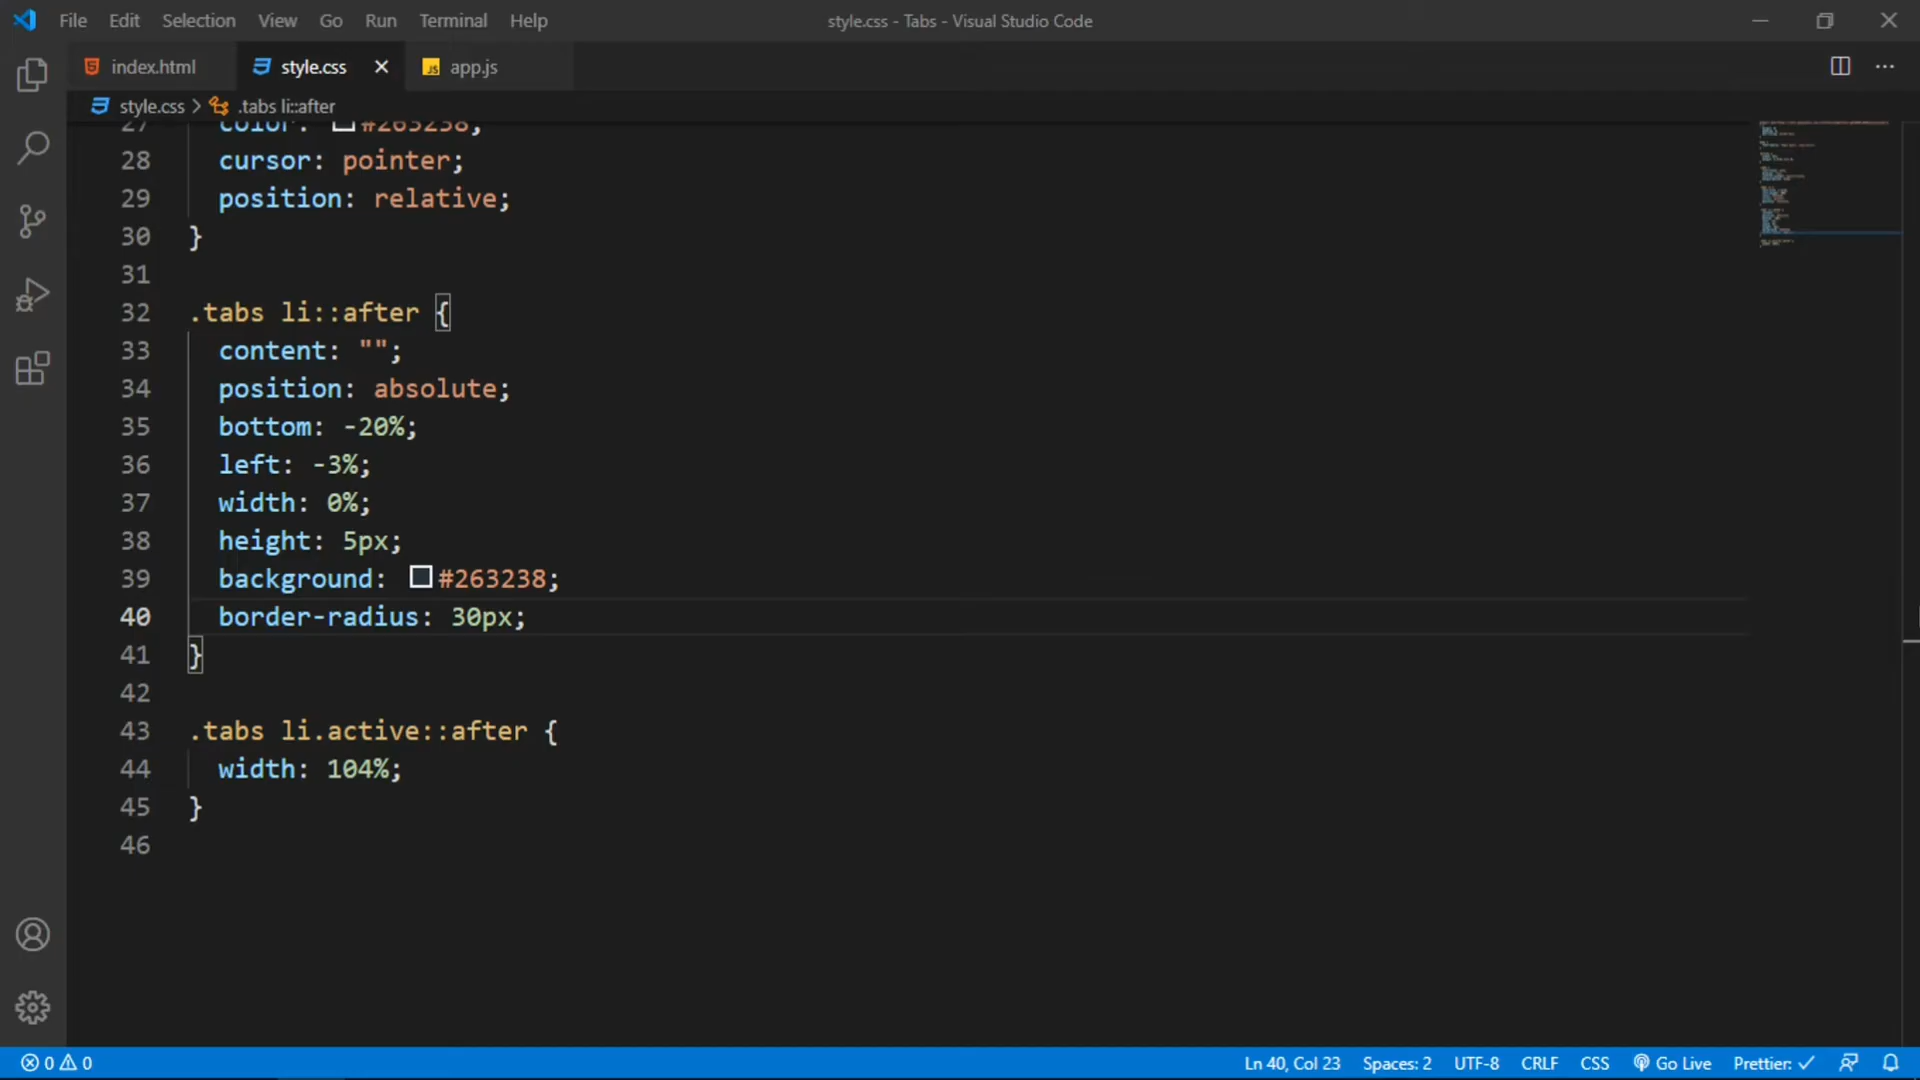 File Edit Selection View Go Run Terminal Help style.css - Tabs - Visual Studio Code
index.html style.css app.js
style.css > .tabs li::after
27 color: #263238;
28 cursor: pointer;
29 position: relative;
30 }
31
32 .tabs li::after {
33 content: "";
34 position: absolute;
35 bottom: -20%;
36 left: -3%;
37 width: 0%;
38 height: 5px;
39 background: #263238;
40 border-radius: 30px;
41 }
42
43 .tabs li.active::after {
44 width: 104%;
45 }
46
0 0 Ln 40, Col 23 Spaces: 2 UTF-8 CRLF CSS Go Live Prettier: ✓